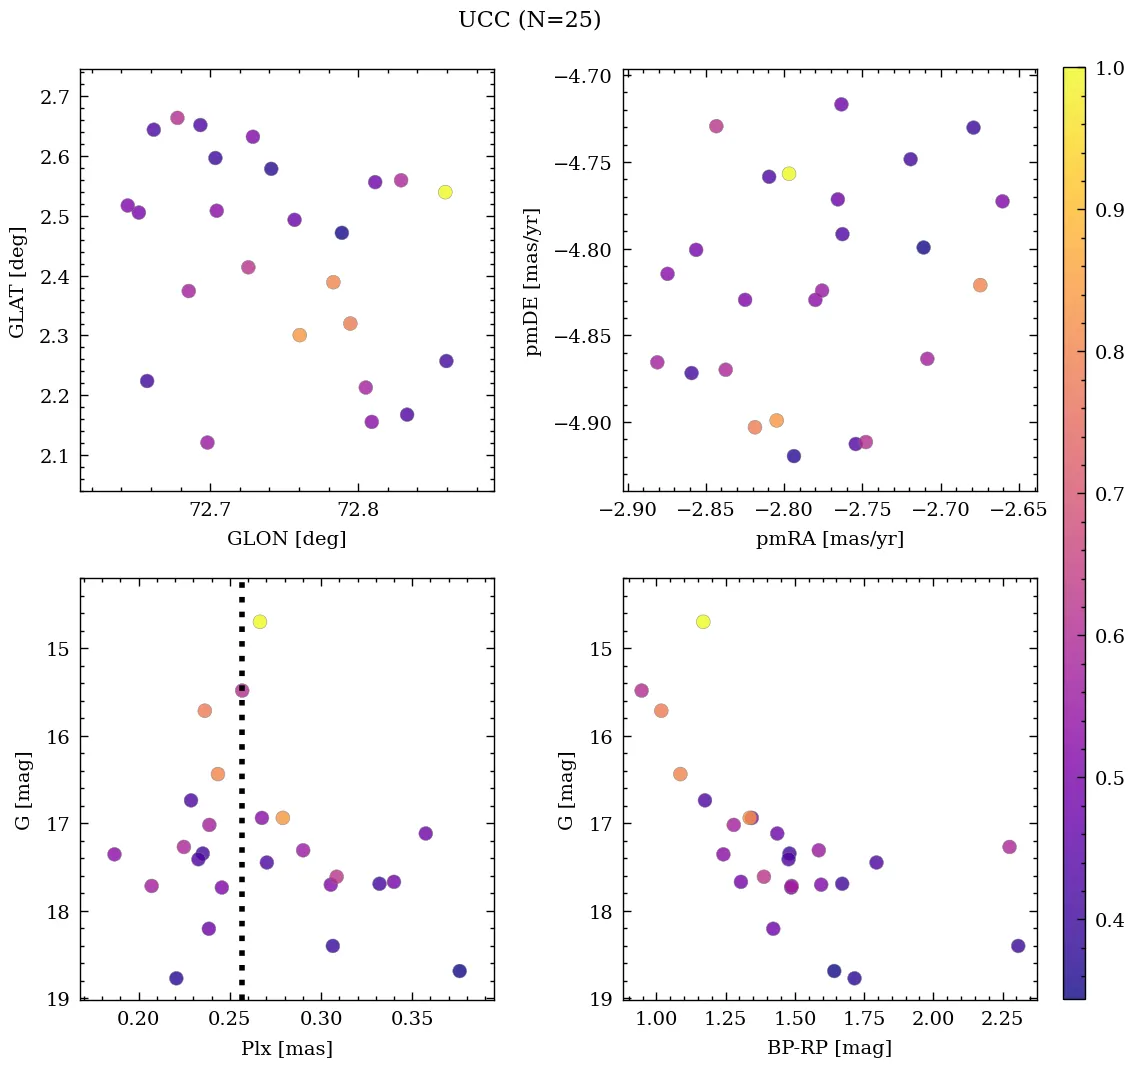 UCC (N=25)
2.7
2.6
2.5
2.4
2.3
2.2
2.1
GLAT [deg]
72.7 72.8
GLON [deg]
−4.70
−4.75
−4.80
−4.85
−4.90
pmDE [mas/yr]
−2.90 −2.85 −2.80 −2.75 −2.70 −2.65
pmRA [mas/yr]
15
16
17
18
19
G [mag]
0.20 0.25 0.30 0.35
Plx [mas]
15
16
17
18
19
G [mag]
1.00 1.25 1.50 1.75 2.00 2.25
BP-RP [mag]
1.0
0.9
0.8
0.7
0.6
0.5
0.4